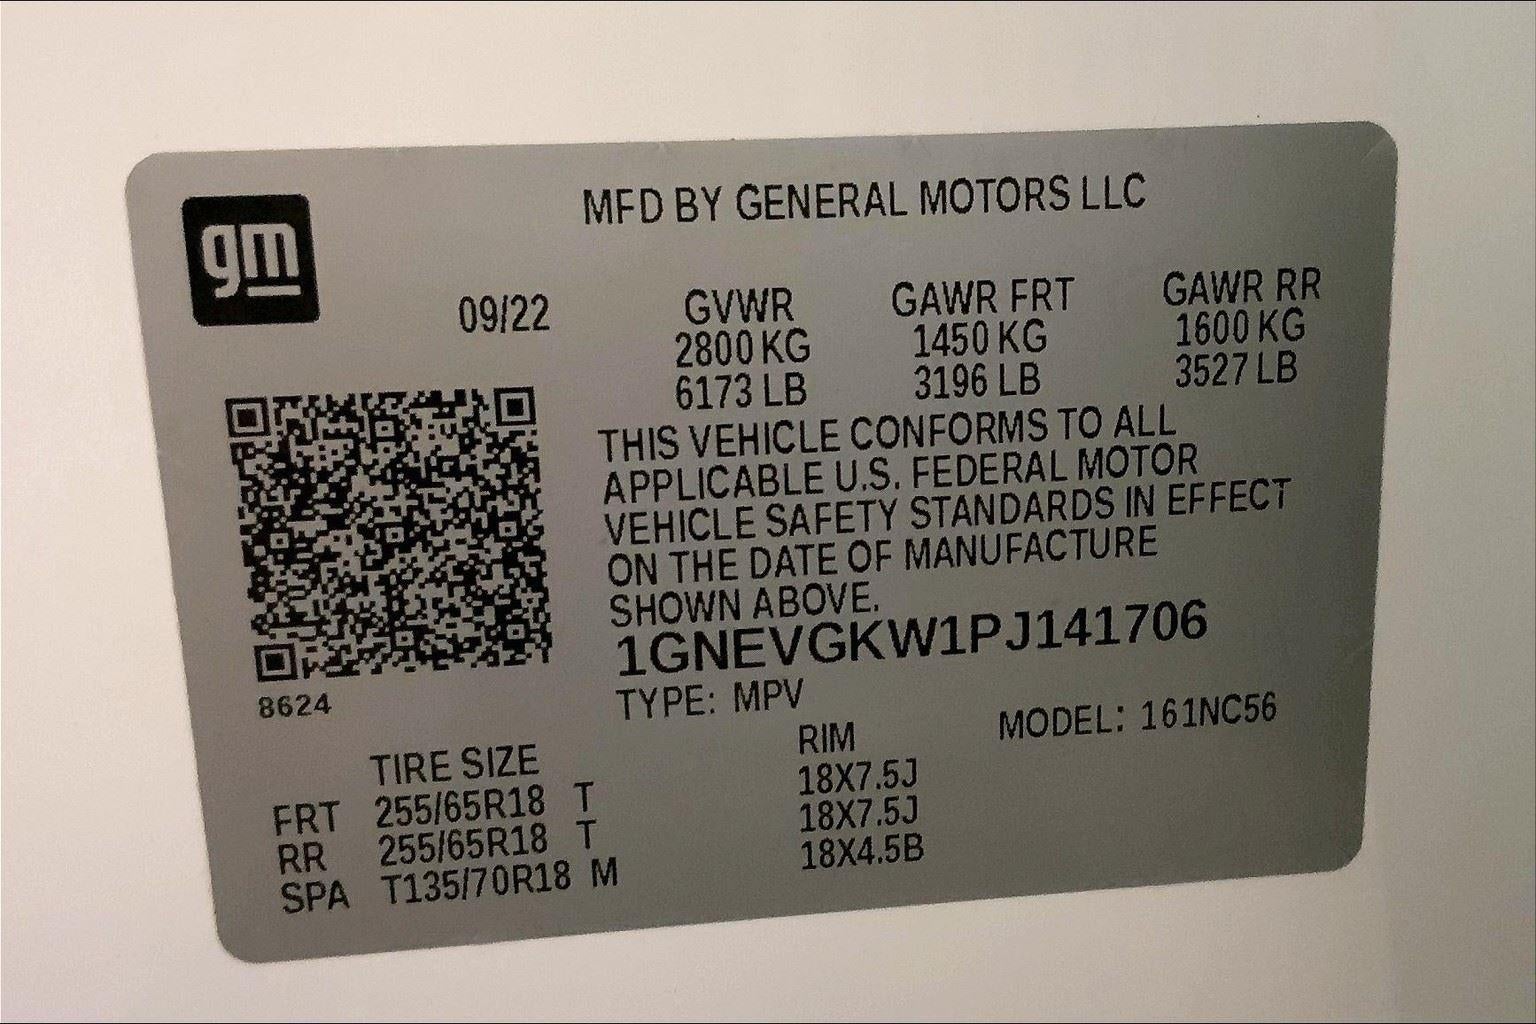 gm
MFD BY GENERAL MOTORS LLC
09/22 GVWR GAWR FRT GAWR RR
2800 KG 1450 KG 1600 KG
6173 LB 3196 LB 3527 LB
THIS VEHICLE CONFORMS TO ALL
APPLICABLE U.S. FEDERAL MOTOR
VEHICLE SAFETY STANDARDS IN EFFECT
ON THE DATE OF MANUFACTURE
SHOWN ABOVE.
1GNEVGKW1PJ141706
8624
TYPE: MPV MODEL: 161NC56
TIRE SIZE RIM
FRT 255/65R18 T 18X7.5J
RR 255/65R18 T 18X7.5J
SPA T135/70R18 M 18X4.5B